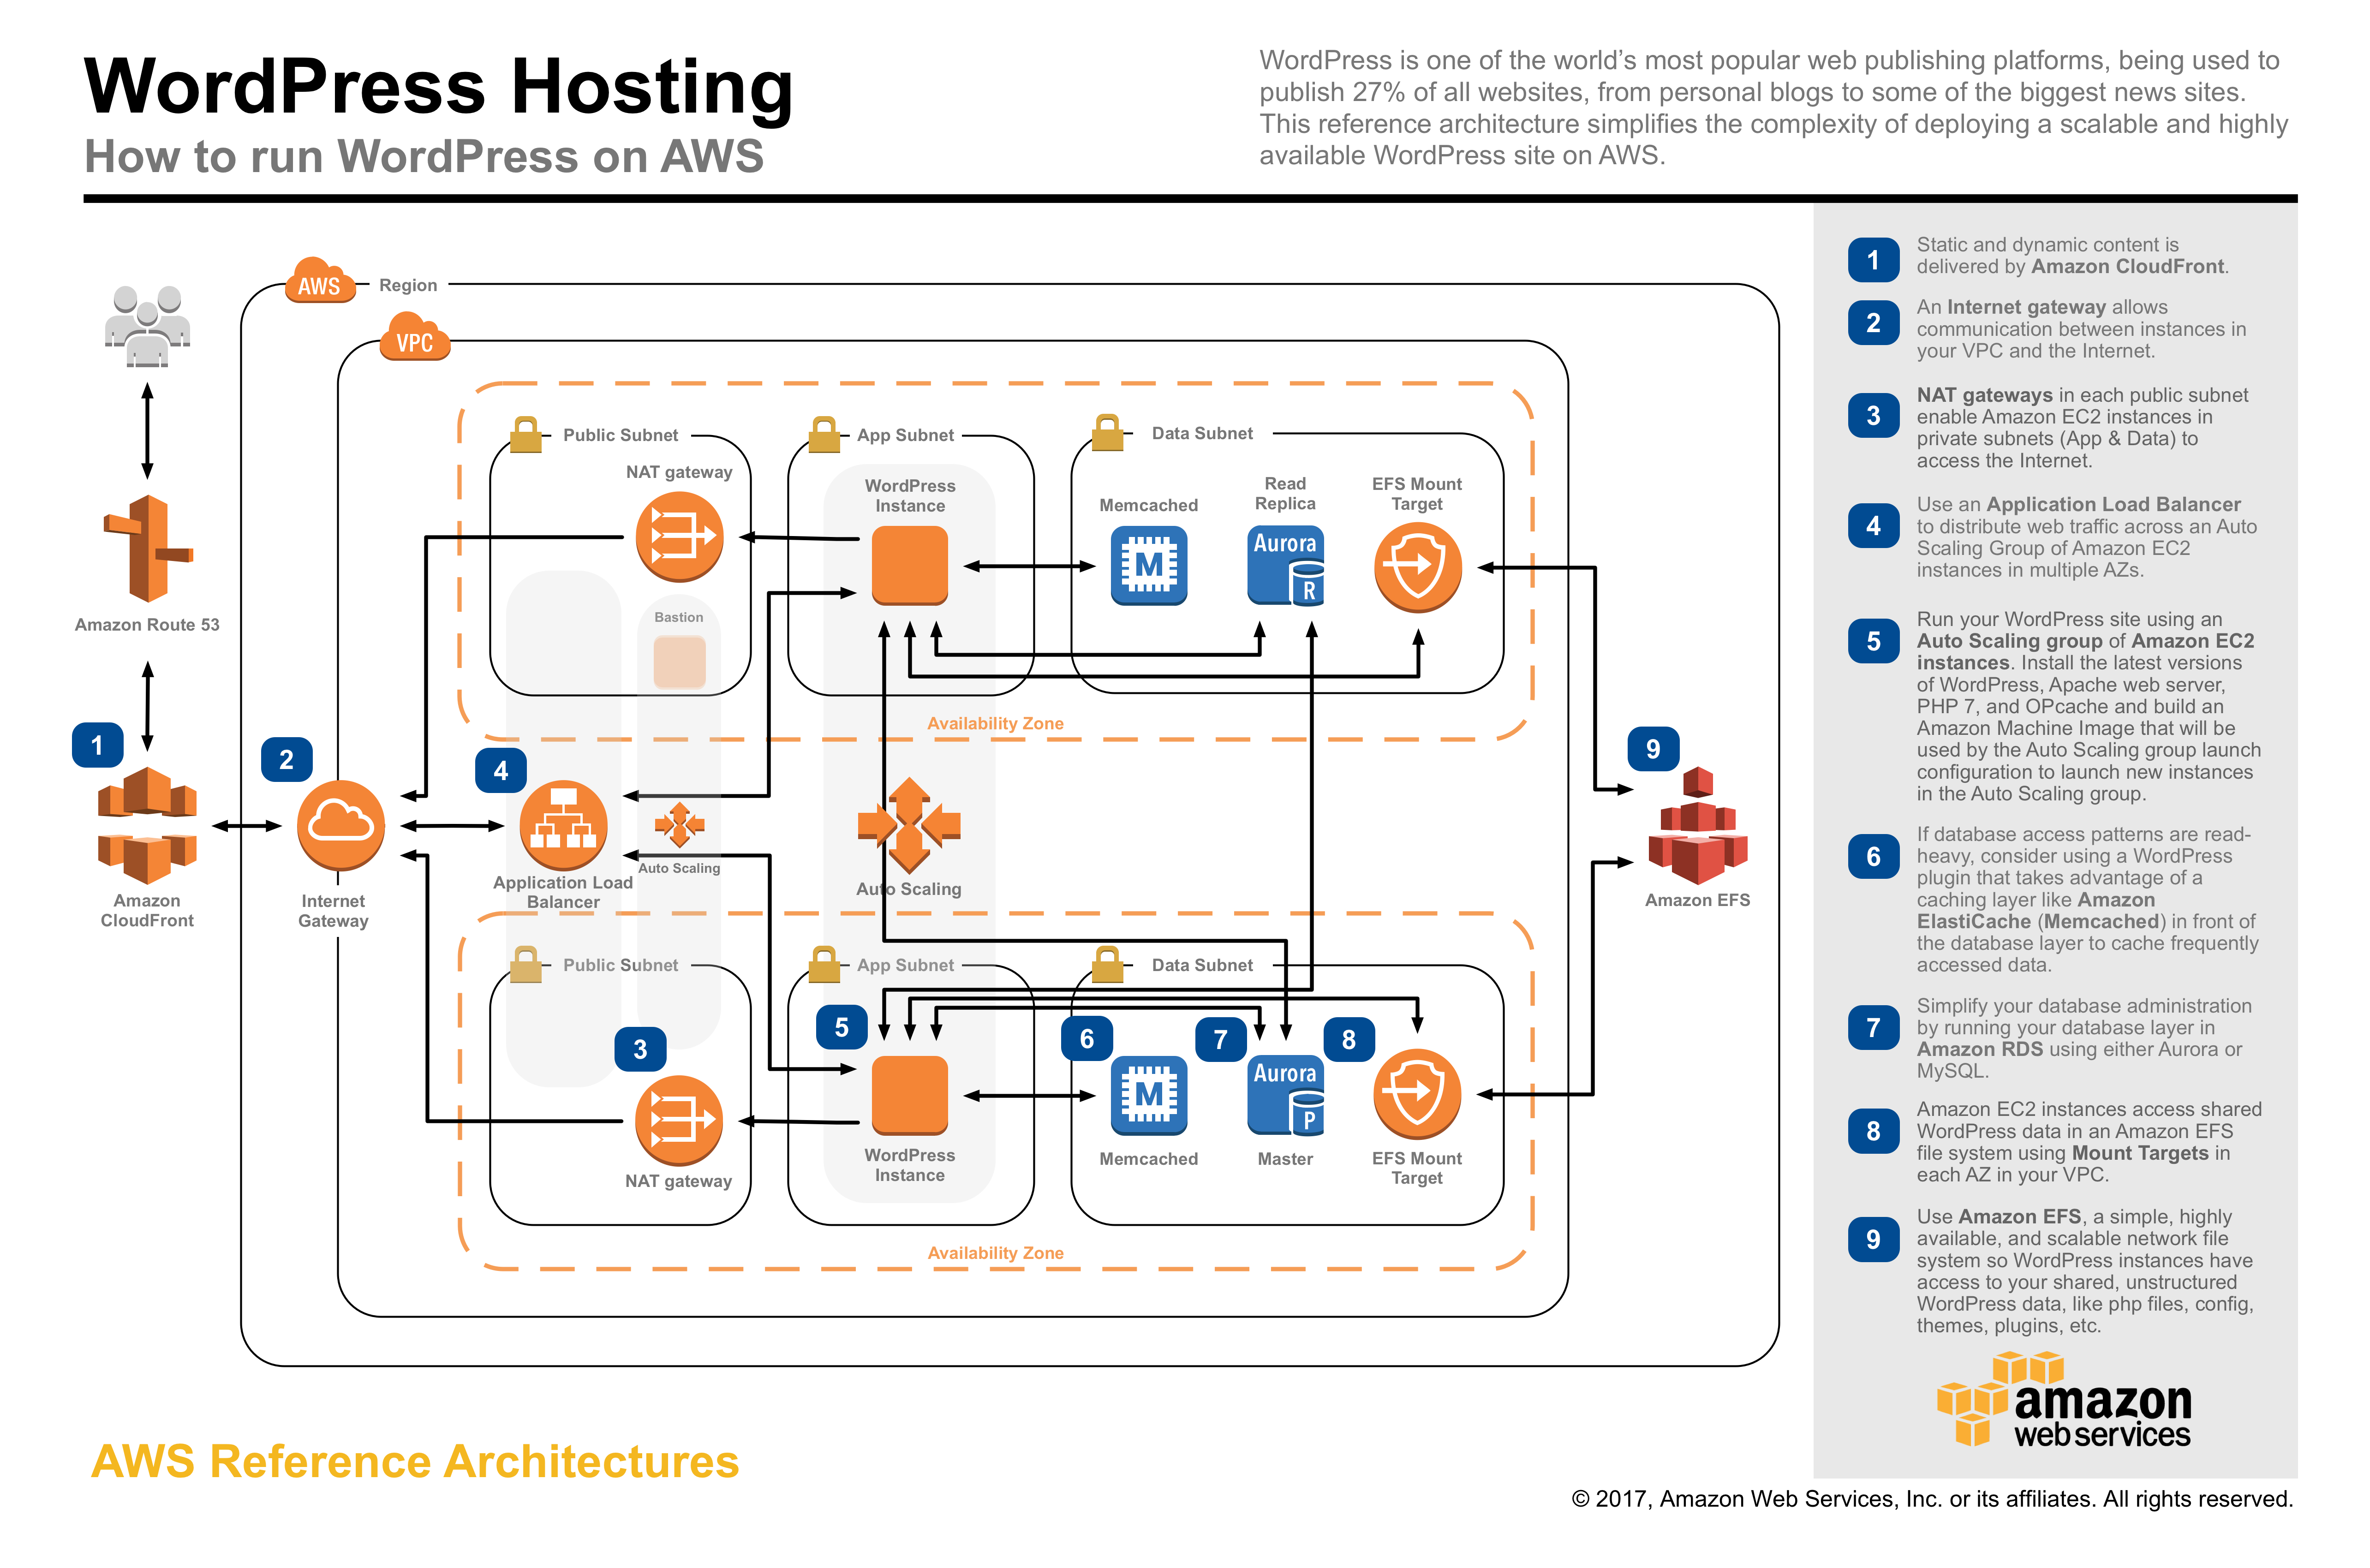 WordPress Hosting
How to run WordPress on AWS
WordPress is one of the world's most popular web publishing platforms, being used to
publish 27% of all websites, from personal blogs to some of the biggest news sites.
This reference architecture simplifies the complexity of deploying a scalable and highly
available WordPress site on AWS.
AWS
Region
VPC
Public Subnet
App Subnet
Data Subnet
NAT gateway
WordPress
Instance
Memcached
Read
Replica
EFS Mount
Target
M
Aurora
R
Bastion
Availability Zone
Amazon Route 53
1
2
4
9
Amazon
CloudFront
Internet
Gateway
Application Load
Balancer
Auto Scaling
Auto Scaling
Amazon EFS
Public Subnet
App Subnet
Data Subnet
3
5
6
7
8
M
Aurora
P
NAT gateway
WordPress
Instance
Memcached
Master
EFS Mount
Target
Availability Zone
1
Static and dynamic content is
delivered by Amazon CloudFront.
2
An Internet gateway allows
communication between instances in
your VPC and the Internet.
3
NAT gateways in each public subnet
enable Amazon EC2 instances in
private subnets (App & Data) to
access the Internet.
4
Use an Application Load Balancer
to distribute web traffic across an Auto
Scaling Group of Amazon EC2
instances in multiple AZs.
5
Run your WordPress site using an
Auto Scaling group of Amazon EC2
instances. Install the latest versions
of WordPress, Apache web server,
PHP 7, and OPcache and build an
Amazon Machine Image that will be
used by the Auto Scaling group launch
configuration to launch new instances
in the Auto Scaling group.
6
If database access patterns are read-
heavy, consider using a WordPress
plugin that takes advantage of a
caching layer like Amazon
ElastiCache (Memcached) in front of
the database layer to cache frequently
accessed data.
7
Simplify your database administration
by running your database layer in
Amazon RDS using either Aurora or
MySQL.
8
Amazon EC2 instances access shared
WordPress data in an Amazon EFS
file system using Mount Targets in
each AZ in your VPC.
9
Use Amazon EFS, a simple, highly
available, and scalable network file
system so WordPress instances have
access to your shared, unstructured
WordPress data, like php files, config,
themes, plugins, etc.
amazon
web services
AWS Reference Architectures
© 2017, Amazon Web Services, Inc. or its affiliates. All rights reserved.